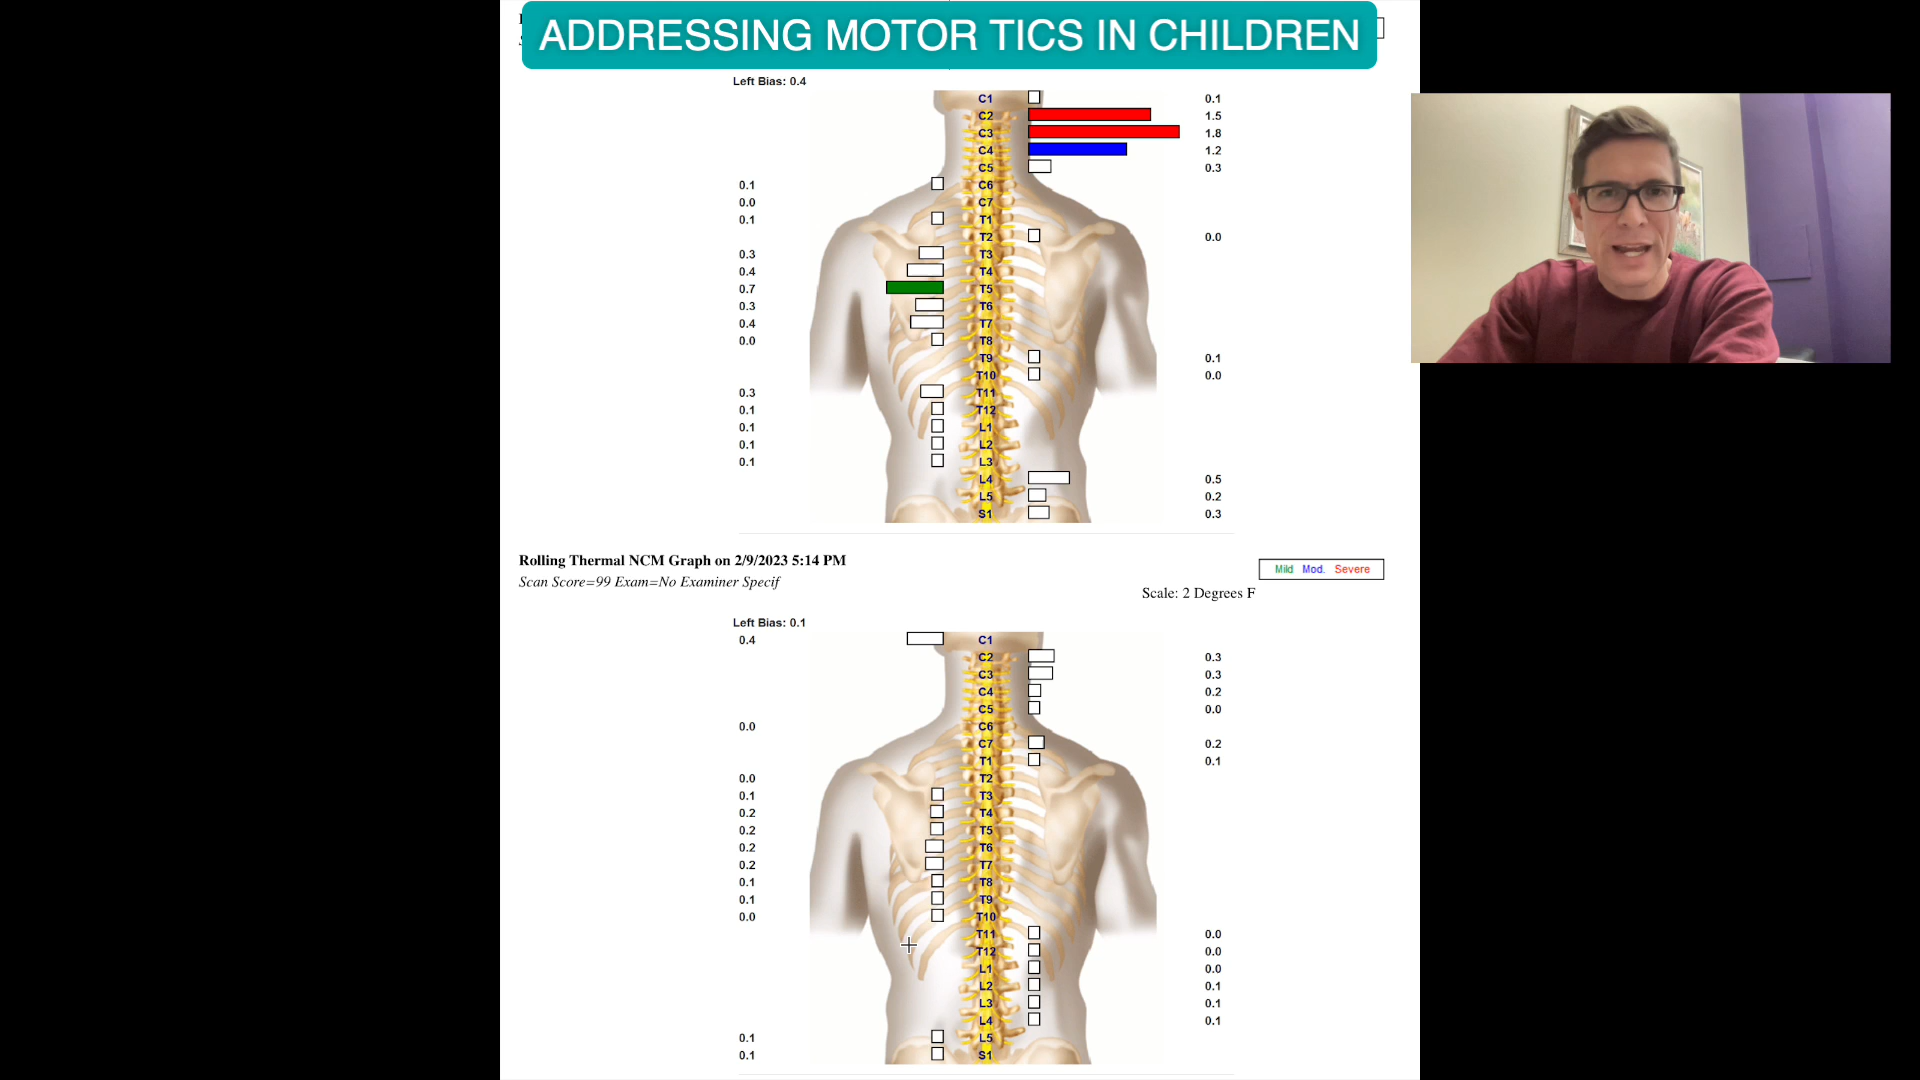 ADDRESSING MOTOR TICS IN CHILDREN
Left Bias: 0.4
C1 0.1
C2 1.5
C3 1.8
C4 1.2
C5 0.3
0.1 C6
0.0 C7
0.1 T1
T2 0.0
0.3 T3
0.4 T4
0.7 T5
0.3 T6
0.4 T7
0.0 T8
T9 0.1
T10 0.0
0.3 T11
0.1 T12
0.1 L1
0.1 L2
0.1 L3
L4 0.5
L5 0.2
S1 0.3
Rolling Thermal NCM Graph on 2/9/2023 5:14 PM
Scan Score=99 Exam=No Examiner Specif
Mild Mod. Severe
Scale: 2 Degrees F
Left Bias: 0.1
0.4 C1
C2 0.3
C3 0.3
C4 0.2
C5 0.0
0.0 C6
C7 0.2
T1 0.1
0.0 T2
0.1 T3
0.2 T4
0.2 T5
0.2 T6
0.2 T7
0.1 T8
0.1 T9
0.0 T10
T11 0.0
T12 0.0
L1 0.0
L2 0.1
L3 0.1
L4 0.1
0.1 L5
0.1 S1